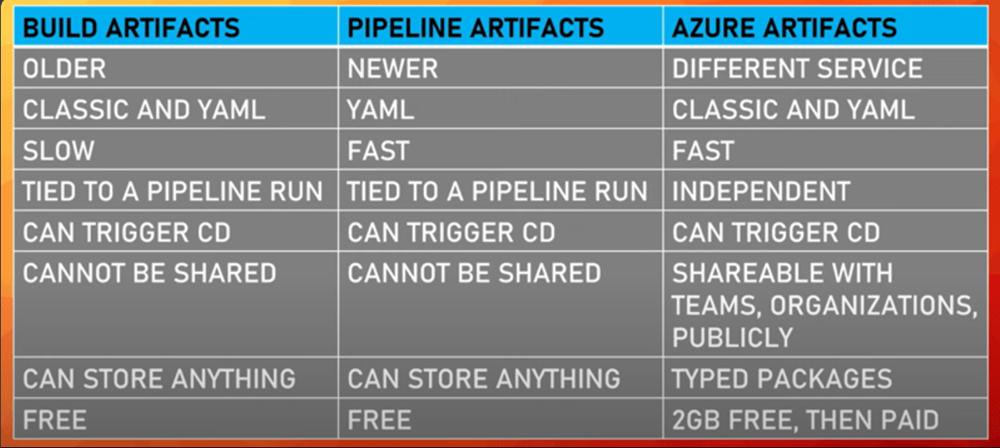 BUILD ARTIFACTS PIPELINE ARTIFACTS AZURE ARTIFACTS
OLDER NEWER DIFFERENT SERVICE
CLASSIC AND YAML YAML CLASSIC AND YAML
SLOW FAST FAST
TIED TO A PIPELINE RUN TIED TO A PIPELINE RUN INDEPENDENT
CAN TRIGGER CD CAN TRIGGER CD CAN TRIGGER CD
CANNOT BE SHARED CANNOT BE SHARED SHAREABLE WITH
TEAMS, ORGANIZATIONS,
PUBLICLY
CAN STORE ANYTHING CAN STORE ANYTHING TYPED PACKAGES
FREE FREE 2GB FREE, THEN PAID